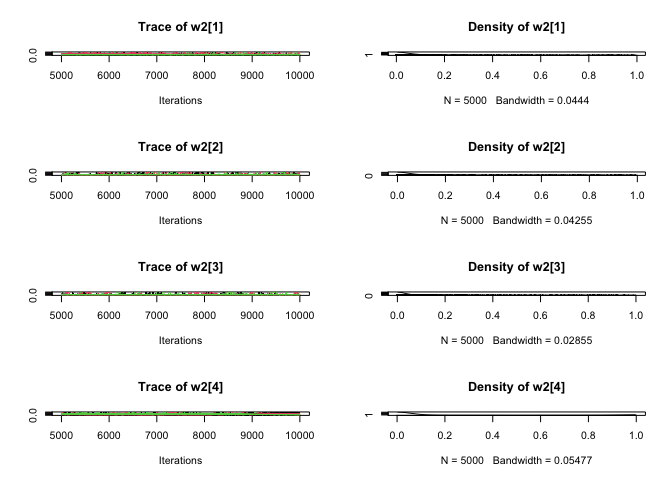 Trace of w2[1] Density of w2[1]
0.0 1
5000 6000 7000 8000 9000 10000 0.0 0.2 0.4 0.6 0.8 1.0
Iterations N = 5000 Bandwidth = 0.0444
Trace of w2[2] Density of w2[2]
0.0 0
5000 6000 7000 8000 9000 10000 0.0 0.2 0.4 0.6 0.8 1.0
Iterations N = 5000 Bandwidth = 0.04255
Trace of w2[3] Density of w2[3]
0.0 0
5000 6000 7000 8000 9000 10000 0.0 0.2 0.4 0.6 0.8 1.0
Iterations N = 5000 Bandwidth = 0.02855
Trace of w2[4] Density of w2[4]
0.0 1
5000 6000 7000 8000 9000 10000 0.0 0.2 0.4 0.6 0.8 1.0
Iterations N = 5000 Bandwidth = 0.05477